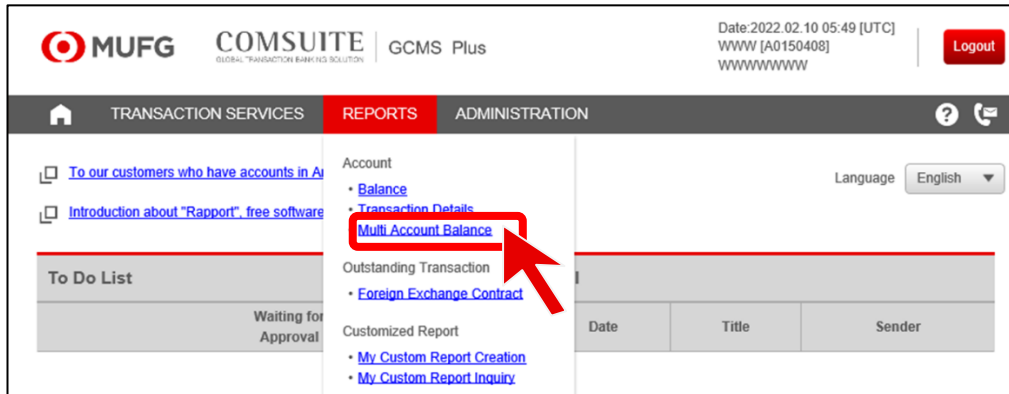 MUFG
COMSUITE
GLOBAL TRANSACTION BANKING SOLUTION
GCMS Plus
Date:2022.02.10 05:49 [UTC]
WWW [A0150408]
WWWWWWWW
Logout
TRANSACTION SERVICES
REPORTS
ADMINISTRATION
?
To our customers who have accounts in
Introduction about "Rapport", free software
Language
English
Account
• Balance
• Transaction Details
• Multi Account Balance
Outstanding Transaction
• Foreign Exchange Contract
Customized Report
• My Custom Report Creation
• My Custom Report Inquiry
To Do List
Waiting for
Approval
Date
Title
Sender